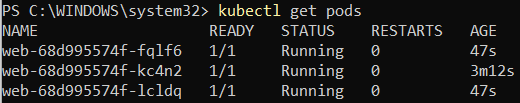 PS C:\WINDOWS\system32> kubectl get pods
NAME                   READY   STATUS    RESTARTS   AGE
web-68d995574f-fqlf6   1/1     Running   0          47s
web-68d995574f-kc4n2   1/1     Running   0          3m12s
web-68d995574f-lcldq   1/1     Running   0          47s